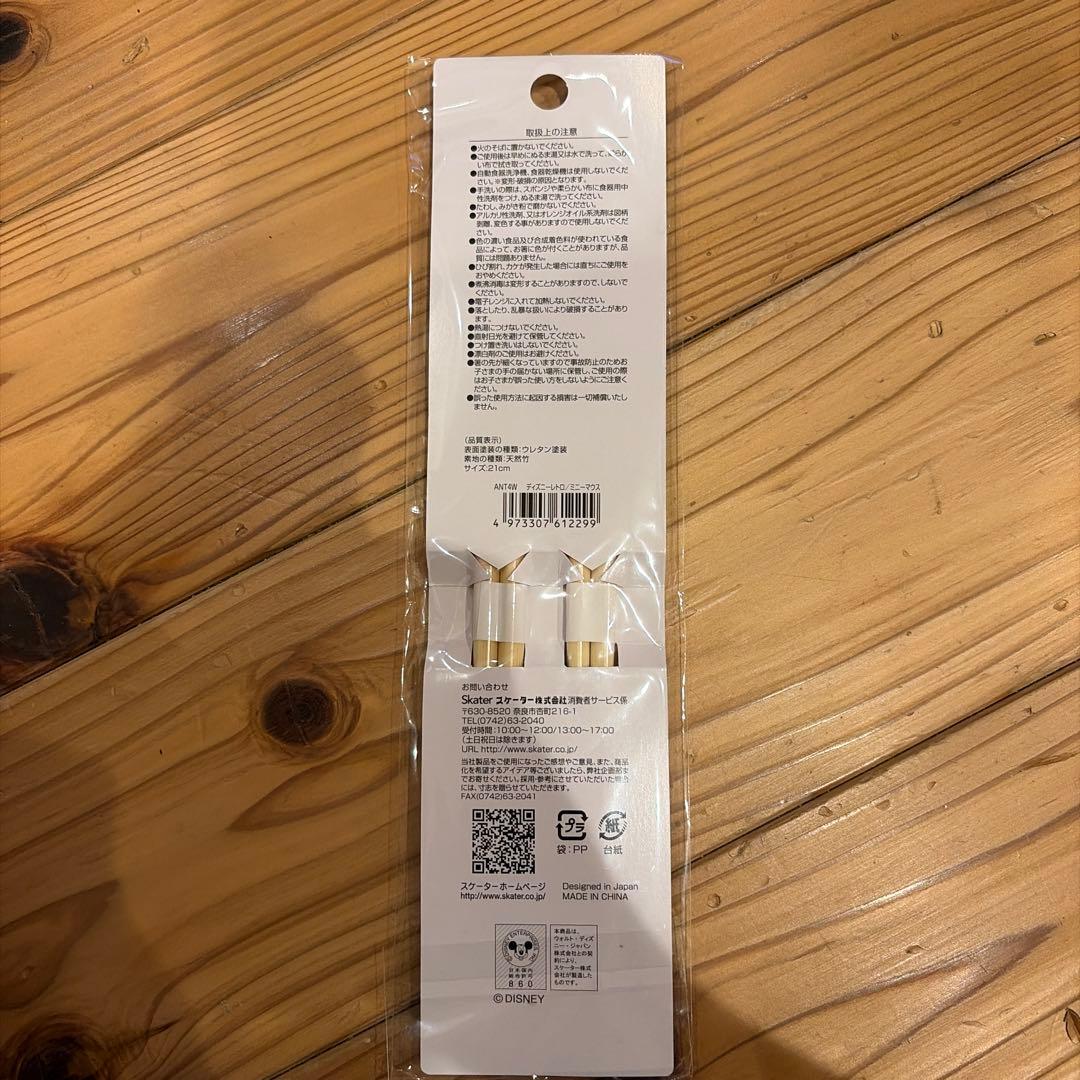 取扱上の注意
●火のそばに置かないでください。
●ご使用後は早めにぬるま湯又は水で洗って、柔らか
い布で拭き取ってください。
●自動食器洗浄機、食器乾燥機は使用しないでくだ
さい。※変形・破損の原因となります。
●手洗いの際は、スポンジや柔らかい布に食器用中
性洗剤をつけ、ぬるま湯で洗ってください。
●たわし、みがき粉で磨かないでください。
●アルカリ性洗剤、又はオレンジオイル系洗剤は図柄
剥離、変色する事がありますので使用しないでくだ
さい。
●色の濃い食品及び合成着色料が使われている食
品によって、お箸に色が付くことがありますが、品
質には問題ありません。
●ひび割れ、カケが発生した場合には直ちにご使用を
おやめください。
●煮沸消毒は変形することがありますので、しないで
ください。
●電子レンジに入れて加熱しないでください。
●落としたり、乱暴な扱いにより破損することがあり
ます。
●熱湯につけないでください。
●直射日光を避けて保管してください。
●つけ置き洗いはしないでください。
●漂白剤のご使用はお避けください。
●箸の先が細くなっていますので事故防止のためお
子さまの手の届かない場所に保管し、ご使用の際
はお子さまが誤った使い方をしないようにご注意く
ださい。
●誤った使用方法に起因する損害は一切補償いたし
ません。
(品質表示)
表面塗装の種類:ウレタン塗装
素地の種類:天然竹
サイズ:21cm
ANT4W ディズニーレトロ/ミニーマウス
4 973307 612299
お問い合わせ
Skater スケーター株式会社 消費者サービス係
〒630-8520 奈良市杏町216-1
TEL(0742)63-2040
受付時間:10:00〜12:00/13:00〜17:00
(土日祝日は除きます)
URL http://www.skater.co.jp/
当社製品をご使用になったご感想やご意見、また、商品
化を希望するアイデア等ございましたら、弊社企画部ま
でお寄せください。採用・参考にさせていただいた場合
には、寸志を贈らせていただきます。
FAX(0742)63-2041
プラ 紙
袋:PP 台紙
スケーターホームページ
http://www.skater.co.jp/
Designed in Japan
MADE IN CHINA
©DISNEY ENTERPRISES, INC.
日本国内
頒布許可
860
本商品は、
ウォルト・ディズ
ニー・ジャパン
株式会社との契
約により、
スケーター株式
会社が製造した
ものです。
©DISNEY